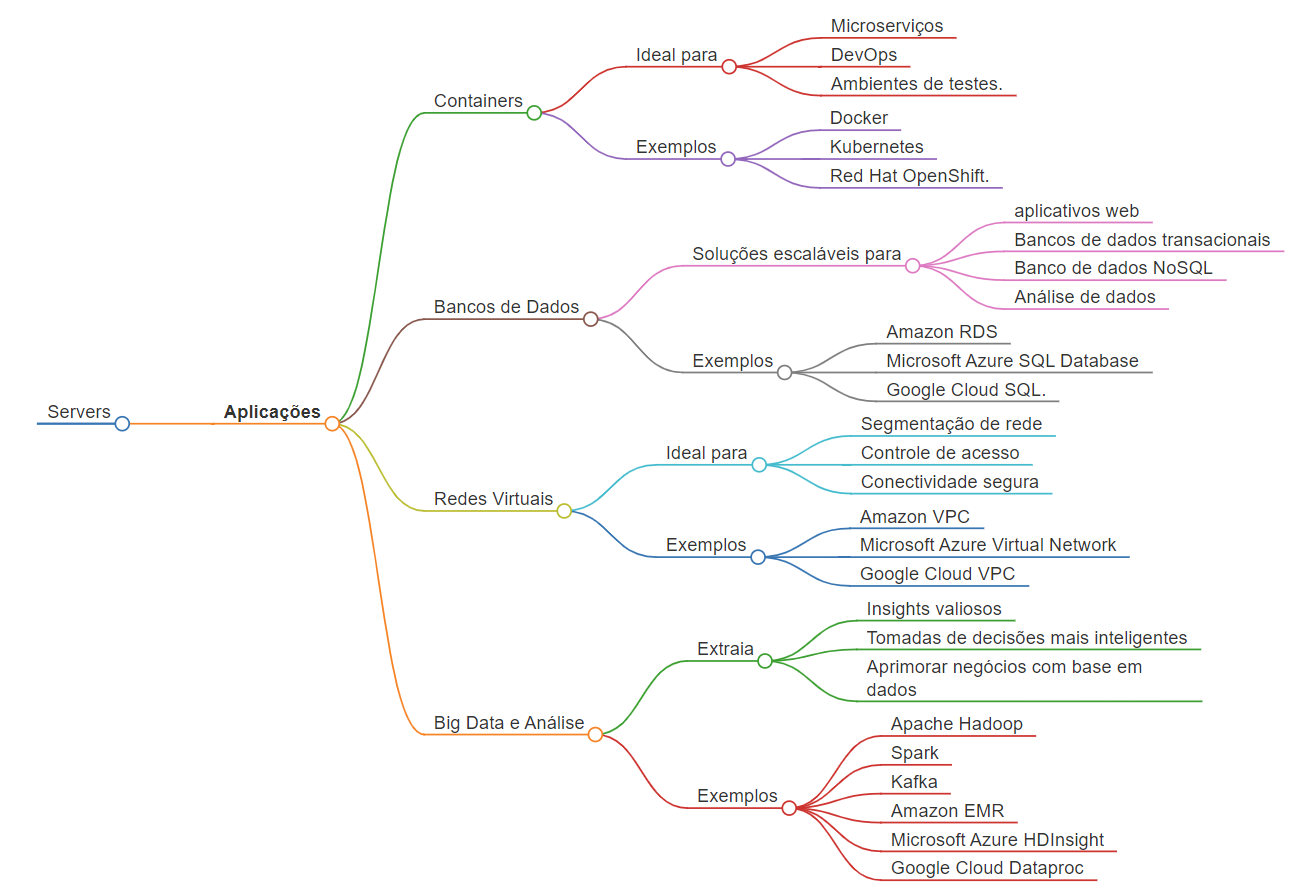 Servers
Aplicações
Containers
Ideal para
Microserviços
DevOps
Ambientes de testes.
Exemplos
Docker
Kubernetes
Red Hat OpenShift.
Bancos de Dados
Soluções escaláveis para
aplicativos web
Bancos de dados transacionais
Banco de dados NoSQL
Análise de dados
Exemplos
Amazon RDS
Microsoft Azure SQL Database
Google Cloud SQL.
Redes Virtuais
Ideal para
Segmentação de rede
Controle de acesso
Conectividade segura
Exemplos
Amazon VPC
Microsoft Azure Virtual Network
Google Cloud VPC
Big Data e Análise
Extraia
Insights valiosos
Tomadas de decisões mais inteligentes
Aprimorar negócios com base em
dados
Exemplos
Apache Hadoop
Spark
Kafka
Amazon EMR
Microsoft Azure HDInsight
Google Cloud Dataproc